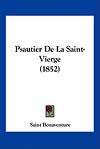 Psautier De La Saint-
Vierge
(1852)
Saint Bonaventure